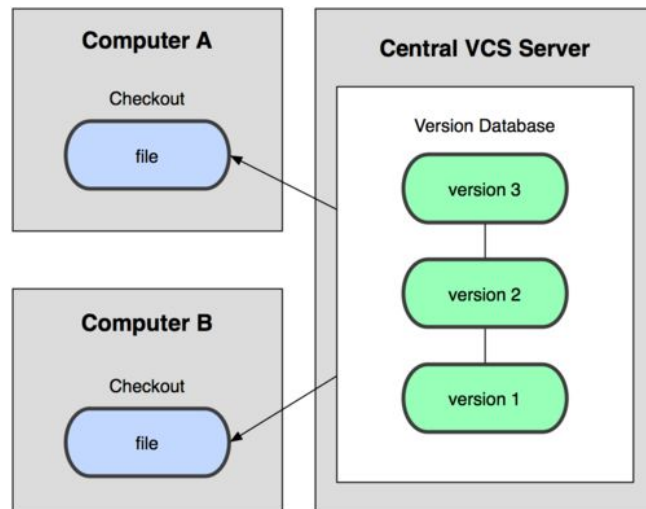 Computer A
Checkout
file
Computer B
Checkout
file
Central VCS Server
Version Database
version 3
version 2
version 1